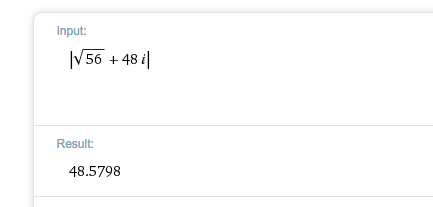 Input:
|√56 + 48 i|
Result:
48.5798